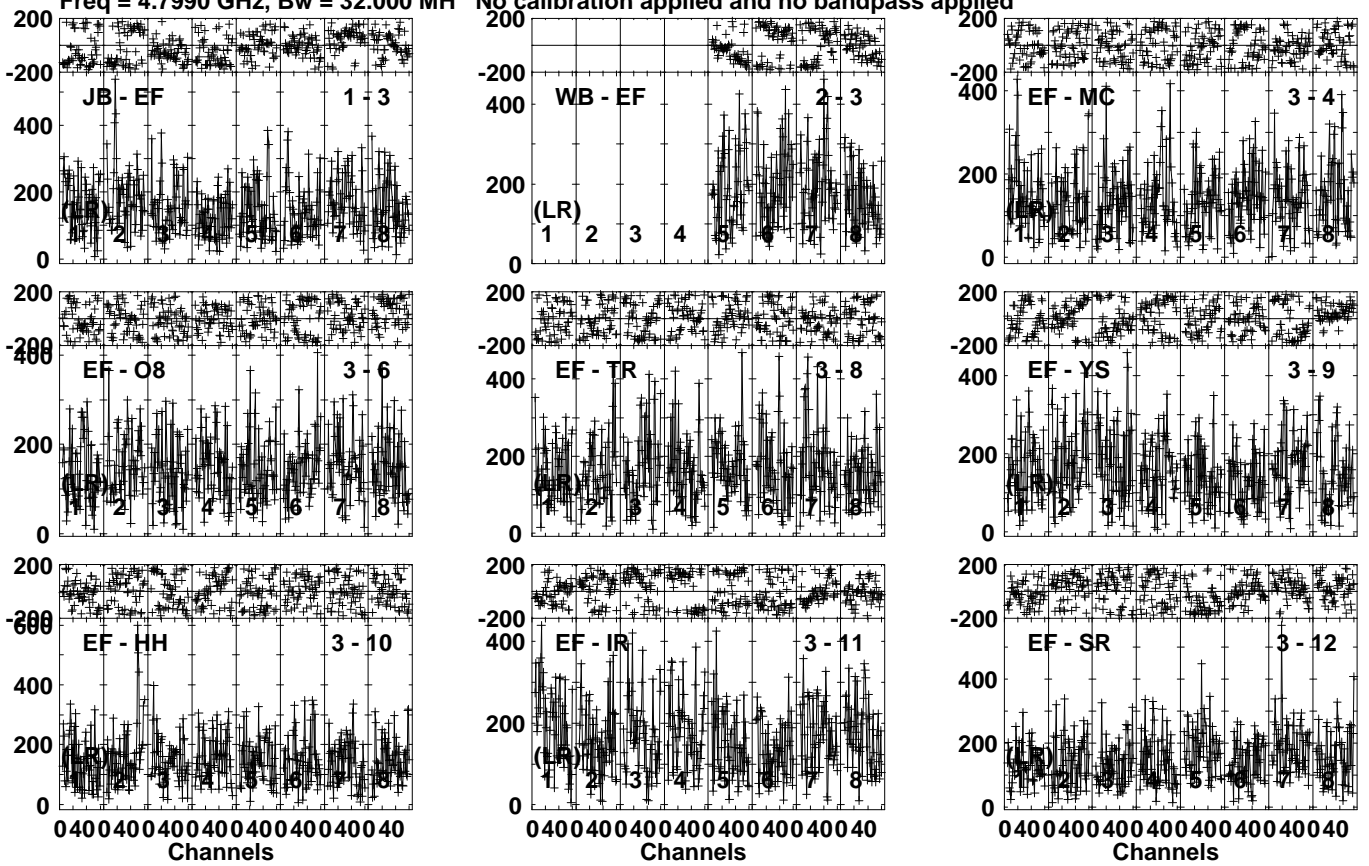 Freq = 4.7990 GHz, Bw = 32.000 MH No calibration applied and no bandpass applied
200
-200
JB - EF 1 - 3
400
200
0
(LR)
1 2 3 4 5 6 7 8
200
-200
WB - EF 2 - 3
400
200
0
(LR)
1 2 3 4 5 6 7 8
200
-200
EF - MC 3 - 4
400
200
0
(LR)
1 2 3 4 5 6 7 8
200
-200
EF - O8 3 - 6
400
200
0
(LR)
1 2 3 4 5 6 7 8
200
-200
EF - TR 3 - 8
400
200
0
(LR)
1 2 3 4 5 6 7 8
200
-200
EF - YS 3 - 9
400
200
0
(LR)
1 2 3 4 5 6 7 8
200
-200
EF - HH 3 - 10
600
400
200
0
(LR)
1 2 3 4 5 6 7 8
0 40 0 40 0 40 0 40 0 40 0 40 0 40 0 40
Channels
200
-200
EF - IR 3 - 11
400
200
0
(LR)
1 2 3 4 5 6 7 8
0 40 0 40 0 40 0 40 0 40 0 40 0 40 0 40
Channels
200
-200
EF - SR 3 - 12
400
200
0
(LR)
1 2 3 4 5 6 7 8
0 40 0 40 0 40 0 40 0 40 0 40 0 40 0 40
Channels